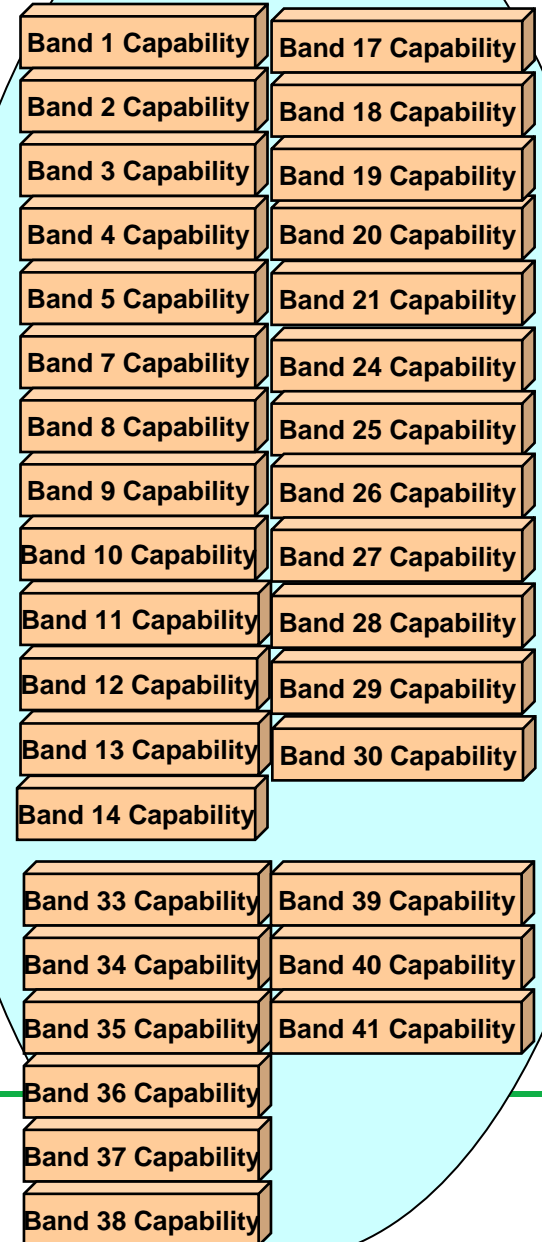 Band 1 Capability
Band 2 Capability
Band 3 Capability
Band 4 Capability
Band 5 Capability
Band 7 Capability
Band 8 Capability
Band 9 Capability
Band 10 Capability
Band 11 Capability
Band 12 Capability
Band 13 Capability
Band 14 Capability
Band 17 Capability
Band 18 Capability
Band 19 Capability
Band 20 Capability
Band 21 Capability
Band 24 Capability
Band 25 Capability
Band 26 Capability
Band 27 Capability
Band 28 Capability
Band 29 Capability
Band 30 Capability
Band 33 Capability
Band 34 Capability
Band 35 Capability
Band 36 Capability
Band 37 Capability
Band 38 Capability
Band 39 Capability
Band 40 Capability
Band 41 Capability